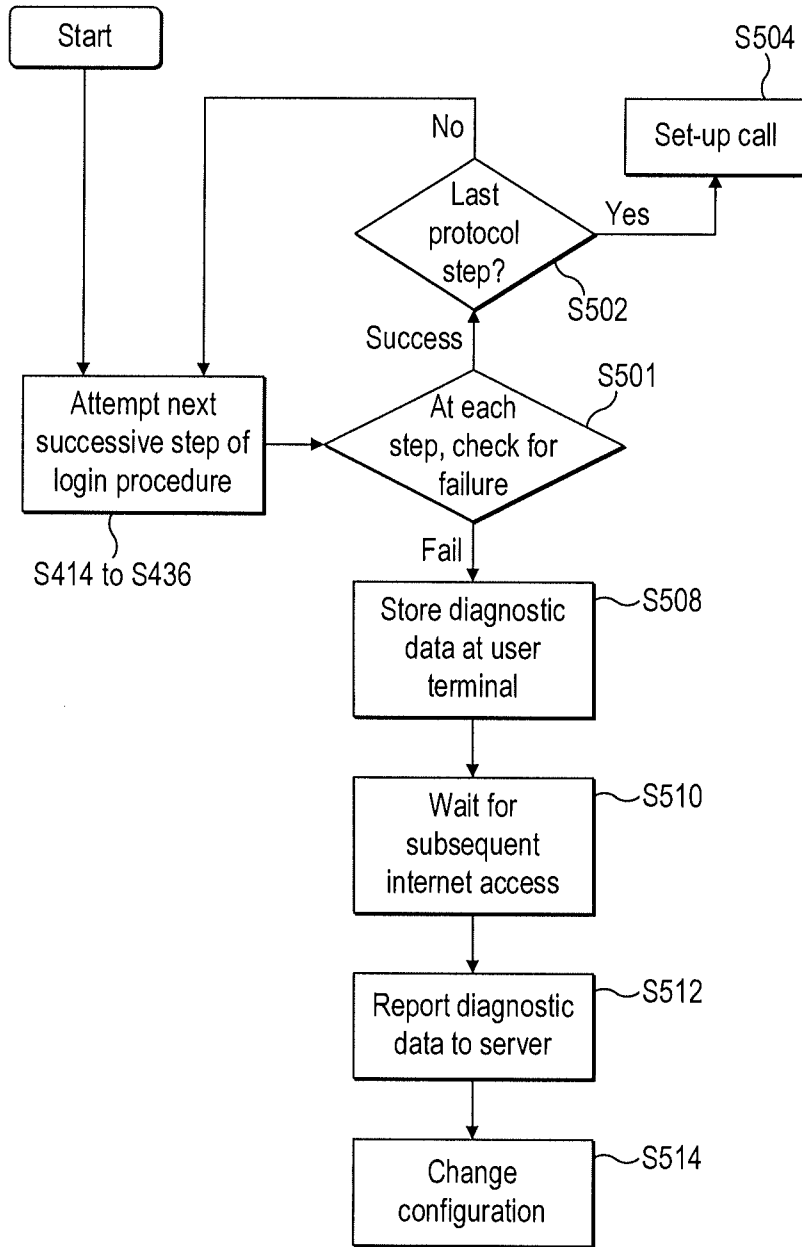 Start
S504
Set-up call
No
Last
protocol
step?
Yes
S502
Success
S501
At each
step, check for
failure
Attempt next
successive step of
login procedure
S414 to S436
Fail
Store diagnostic
data at user
terminal
S508
Wait for
subsequent
internet access
S510
Report diagnostic
data to server
S512
Change
configuration
S514